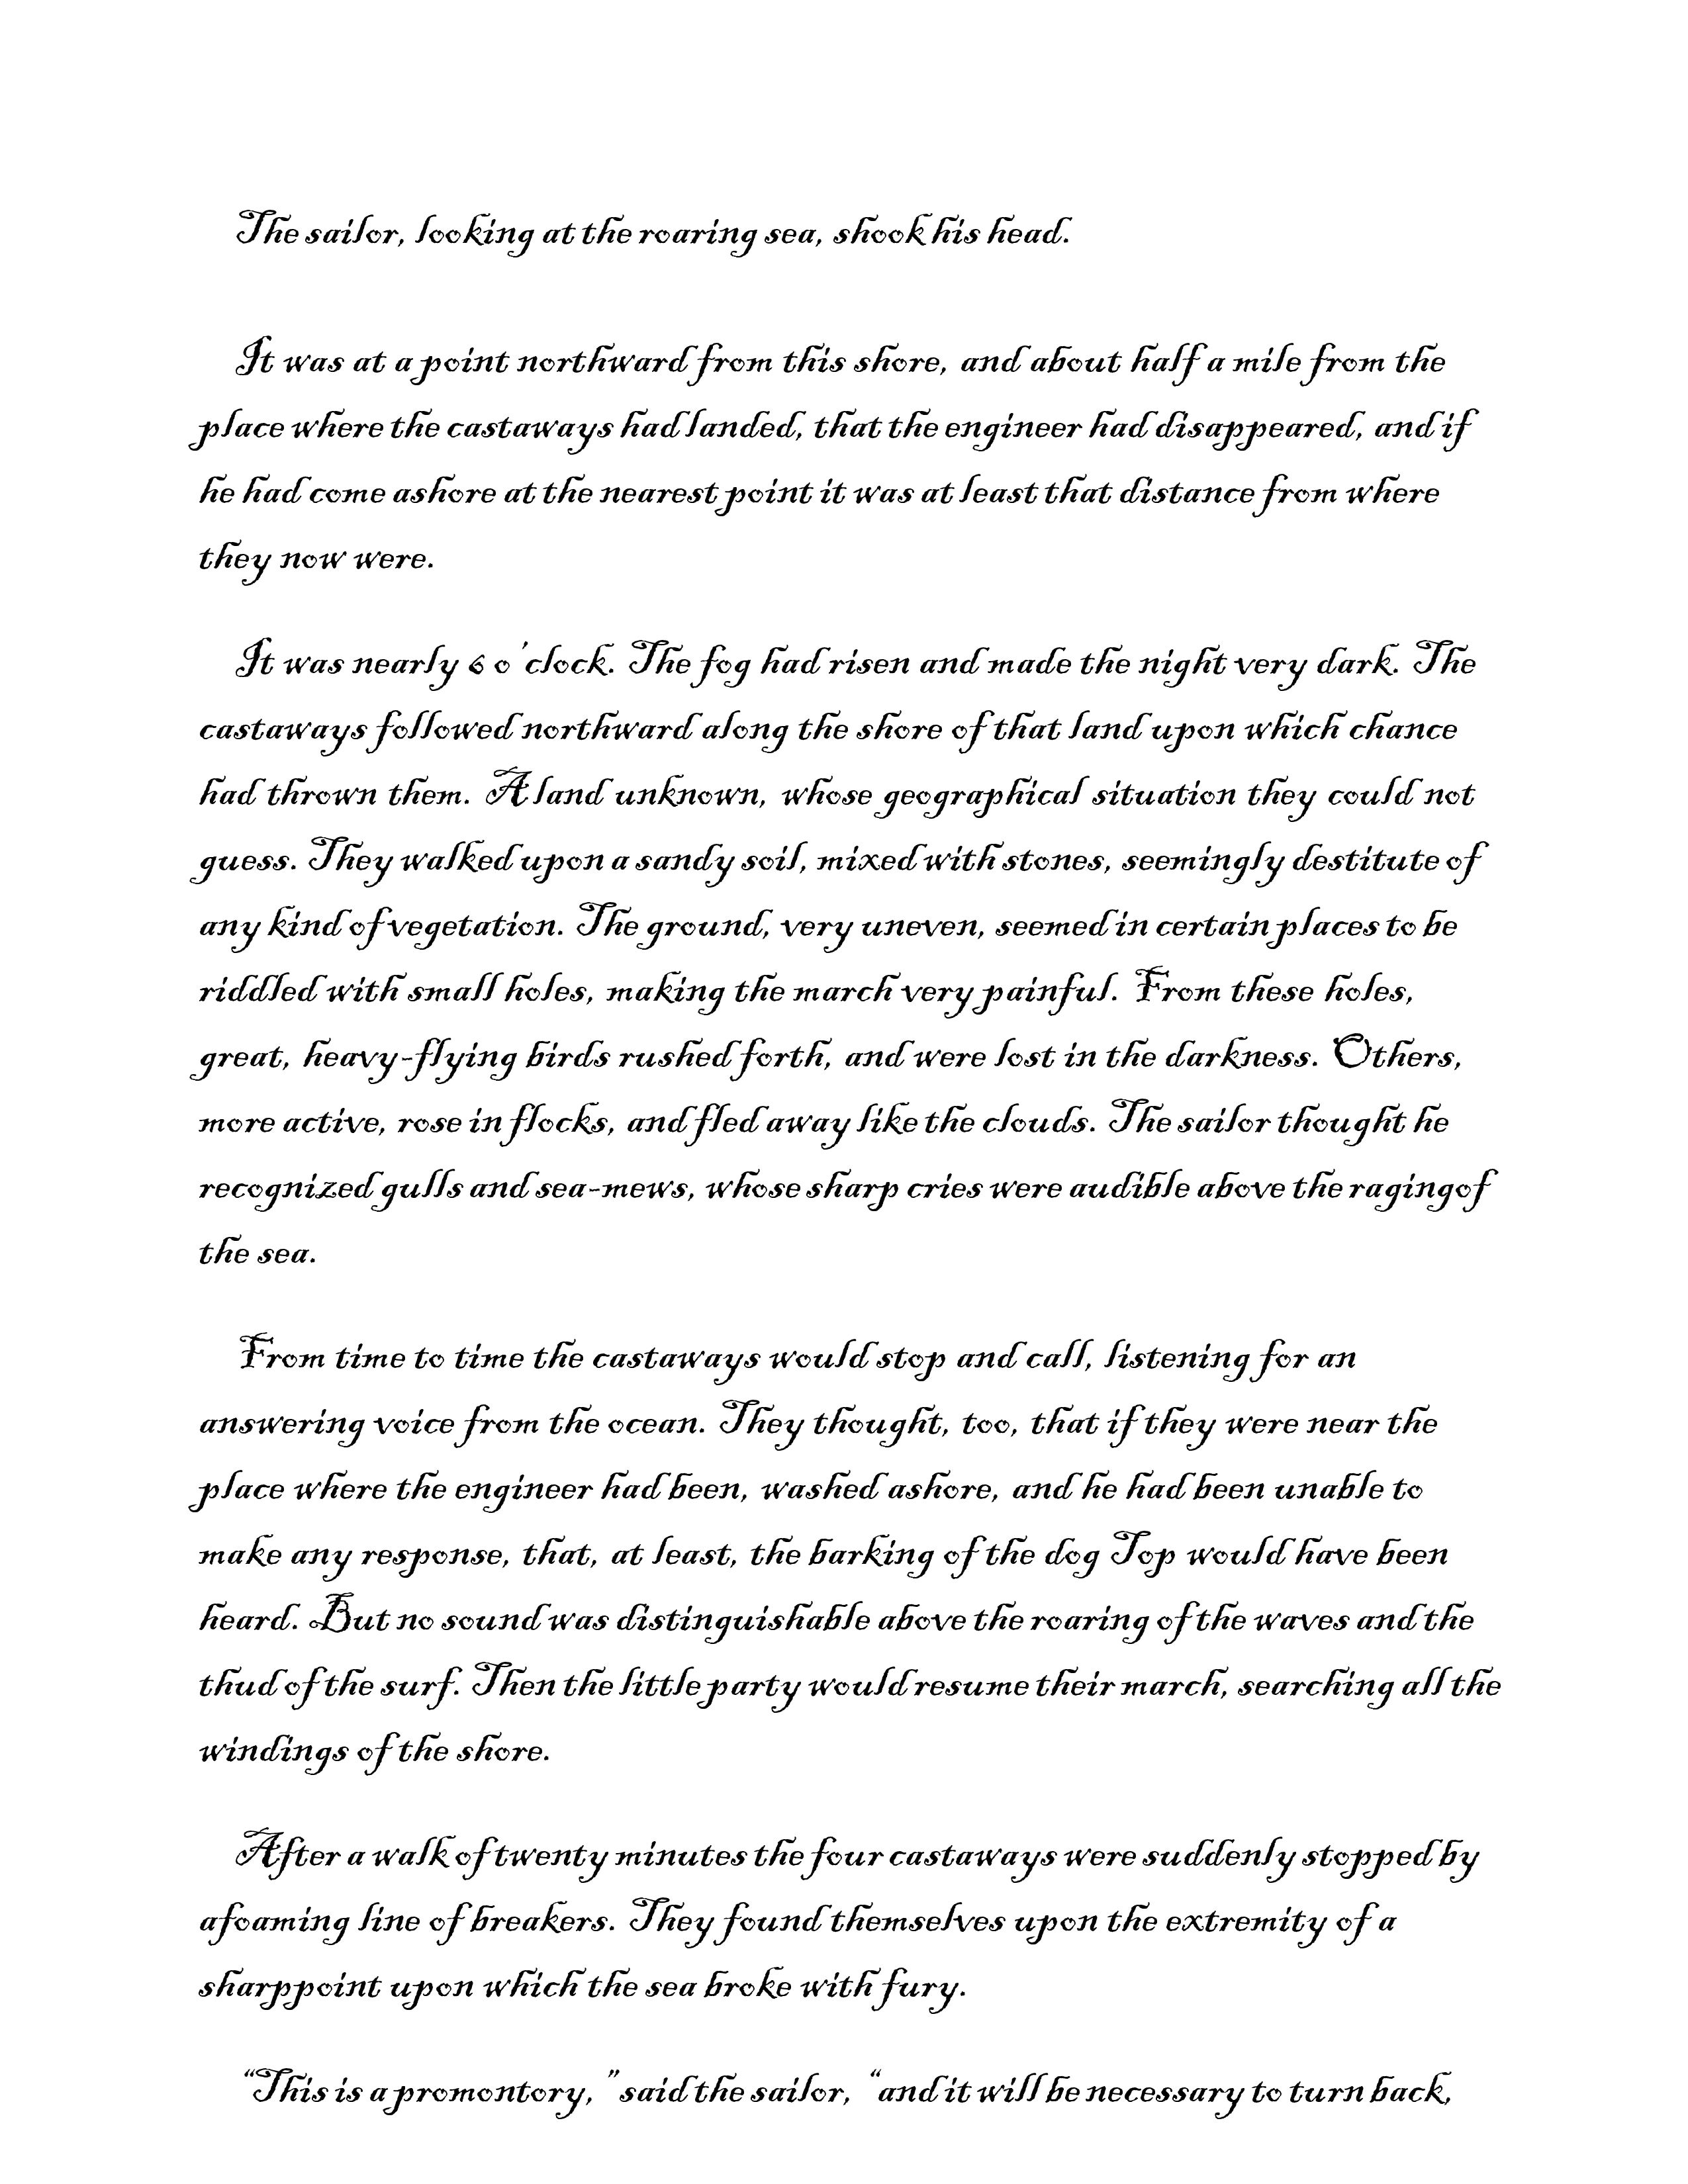 The sailor, looking at the roaring sea, shook his head.
It was at a point northward from this shore, and about half a mile from the
place where the castaways had landed, that the engineer had disappeared, and if
he had come ashore at the nearest point it was at least that distance from where
they now were.
It was nearly 6 o'clock. The fog had risen and made the night very dark. The
castaways followed northward along the shore of that land upon which chance
had thrown them. A land unknown, whose geographical situation they could not
guess. They walked upon a sandy soil, mixed with stones, seemingly destitute of
any kind of vegetation. The ground, very uneven, seemed in certain places to be
riddled with small holes, making the march very painful. From these holes,
great, heavy-flying birds rushed forth, and were lost in the darkness. Others,
more active, rose in flocks, and fled away like the clouds. The sailor thought he
recognized gulls and sea-mews, whose sharp cries were audible above the raging of
the sea.
From time to time the castaways would stop and call, listening for an
answering voice from the ocean. They thought, too, that if they were near the
place where the engineer had been, washed ashore, and he had been unable to
make any response, that, at least, the barking of the dog Top would have been
heard. But no sound was distinguishable above the roaring of the waves and the
thud of the surf. Then the little party would resume their march, searching all the
windings of the shore.
After a walk of twenty minutes the four castaways were suddenly stopped by
a foaming line of breakers. They found themselves upon the extremity of a
sharp point upon which the sea broke with fury.
“This is a promontory,” said the sailor, “and it will be necessary to turn back,